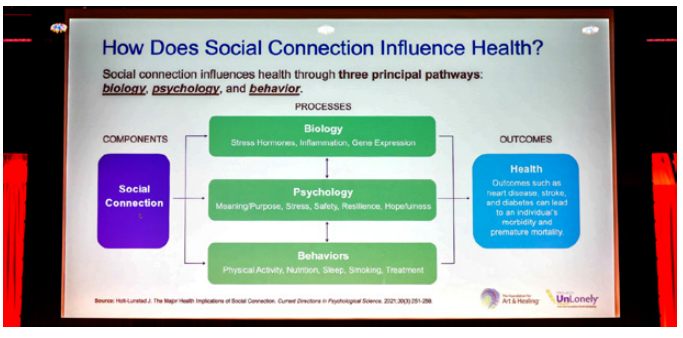 How Does Social Connection Influence Health?
Social connection influences health through three principal pathways:
biology, psychology, and behavior.
PROCESSES
COMPONENTS
OUTCOMES
Biology
Stress Hormones, Inflammation, Gene Expression
Social
Connection
Psychology
Meaning/Purpose, Stress, Safety, Resilience, Hopefulness
Behaviors
Physical Activity, Nutrition, Sleep, Smoking, Treatment
Health
Outcomes such as
heart disease, stroke,
and diabetes can lead
to an individual's
morbidity and
premature mortality.
Source: Holt-Lunstad J. The Major Health Implications of Social Connection. Current Directions in Psychological Science. 2021;30(3):251-259.
The Foundation for
Art & Healing
UnLonely